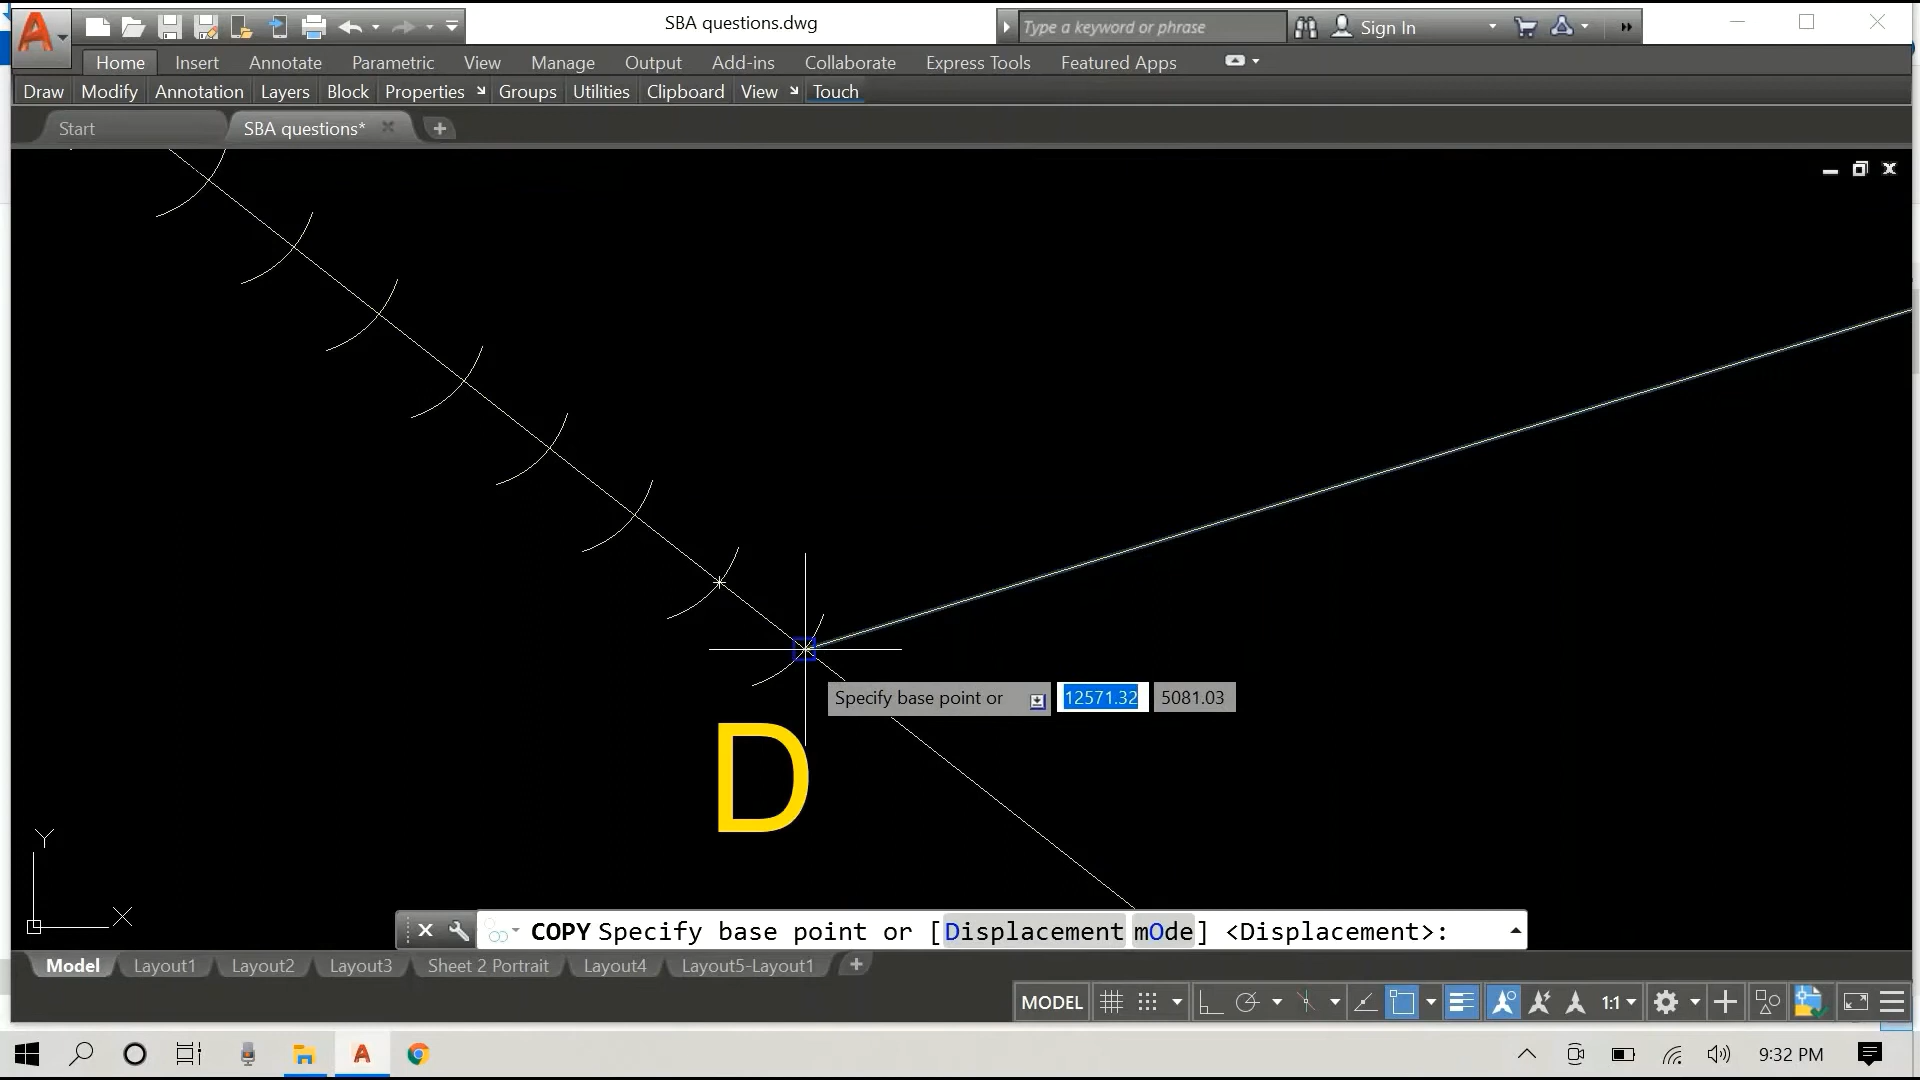 SBA questions.dwg
Type a keyword or phrase
Sign In
Home Insert Annotate Parametric View Manage Output Add-ins Collaborate Express Tools Featured Apps
Draw Modify Annotation Layers Block Properties Groups Utilities Clipboard View Touch
Start SBA questions*
Specify base point or 12571.32 5081.03
D
Y
X
COPY Specify base point or [Displacement mOde] <Displacement>:
Model Layout1 Layout2 Layout3 Sheet 2 Portrait Layout4 Layout5-Layout1
MODEL 1:1
9:32 PM